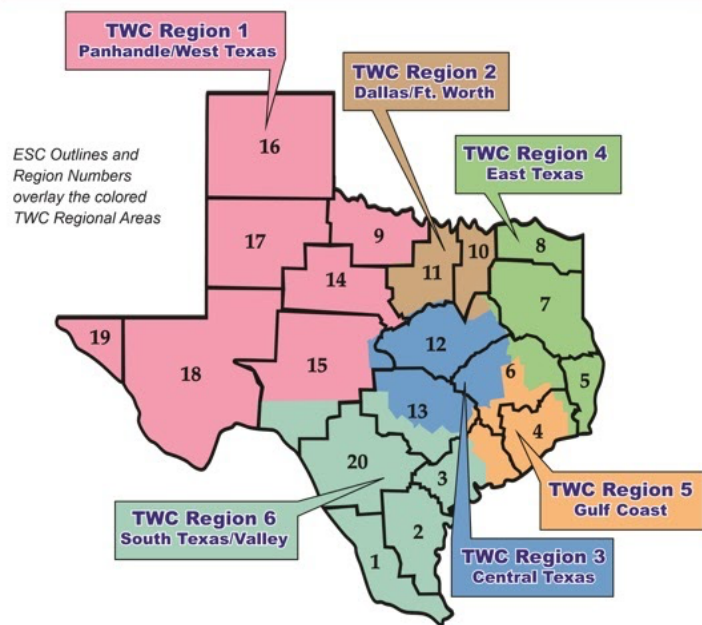 TWC Region 1
Panhandle/West Texas
TWC Region 2
Dallas/Ft. Worth
TWC Region 4
East Texas
ESC Outlines and
Region Numbers
overlay the colored
TWC Regional Areas
16
17
9
11
10
8
14
7
19
18
15
12
6
5
13
4
20
3
TWC Region 5
Gulf Coast
TWC Region 6
South Texas/Valley
2
1
TWC Region 3
Central Texas